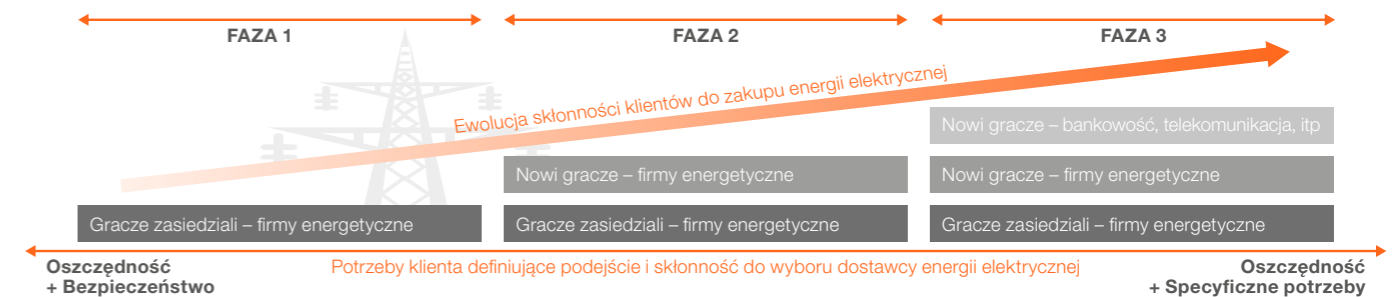 FAZA 1
FAZA 2
FAZA 3
Ewolucja skłonności klientów do zakupu energii elektrycznej
Nowi gracze – bankowość, telekomunikacja, itp
Nowi gracze – firmy energetyczne
Nowi gracze – firmy energetyczne
Gracze zasiedziali – firmy energetyczne
Gracze zasiedziali – firmy energetyczne
Gracze zasiedziali – firmy energetyczne
Oszczędność
+ Bezpieczeństwo
Potrzeby klienta definiujące podejście i skłonność do wyboru dostawcy energii elektrycznej
Oszczędność
+ Specyficzne potrzeby